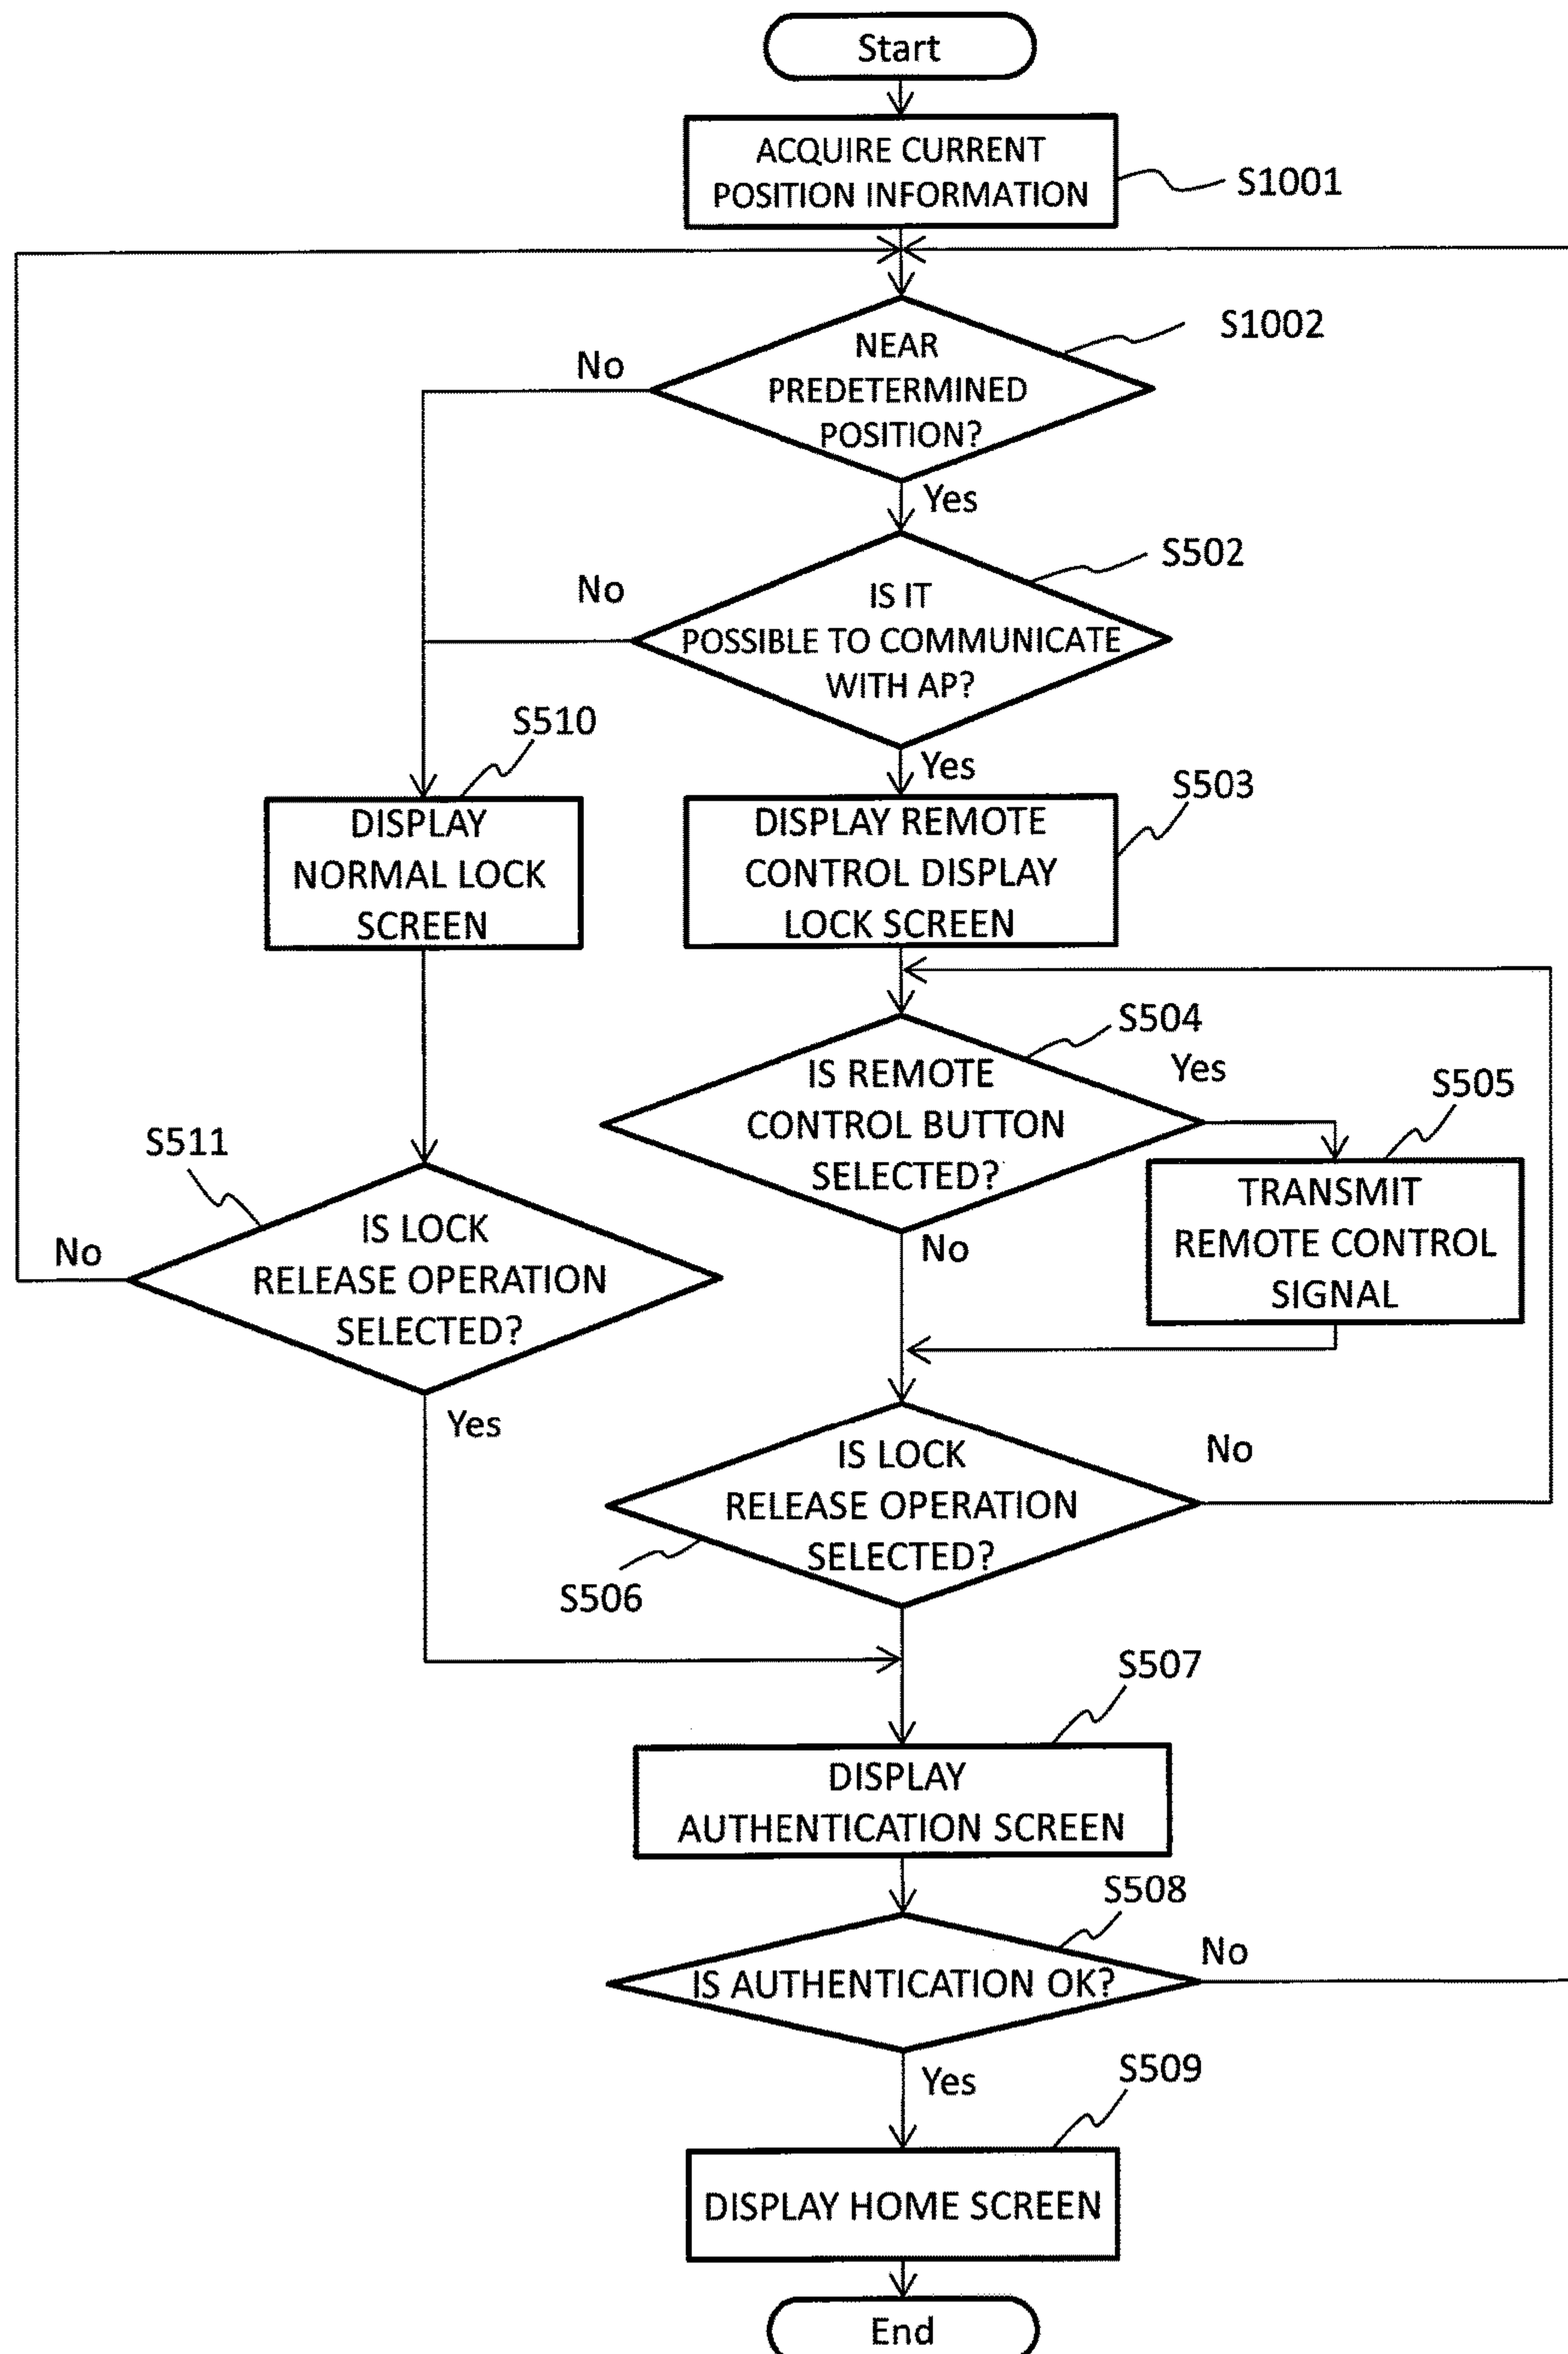 Start
ACQUIRE CURRENT
POSITION INFORMATION
S1001
NEAR
PREDETERMINED
POSITION?
S1002
No
Yes
IS IT
POSSIBLE TO COMMUNICATE
WITH AP?
S502
No
Yes
S510
DISPLAY
NORMAL LOCK
SCREEN
DISPLAY REMOTE
CONTROL DISPLAY
LOCK SCREEN
S503
IS REMOTE
CONTROL BUTTON
SELECTED?
S504
Yes
No
S505
TRANSMIT
REMOTE CONTROL
SIGNAL
S511
IS LOCK
RELEASE OPERATION
SELECTED?
No
Yes
IS LOCK
RELEASE OPERATION
SELECTED?
No
S506
S507
DISPLAY
AUTHENTICATION SCREEN
S508
IS AUTHENTICATION OK?
No
Yes
S509
DISPLAY HOME SCREEN
End